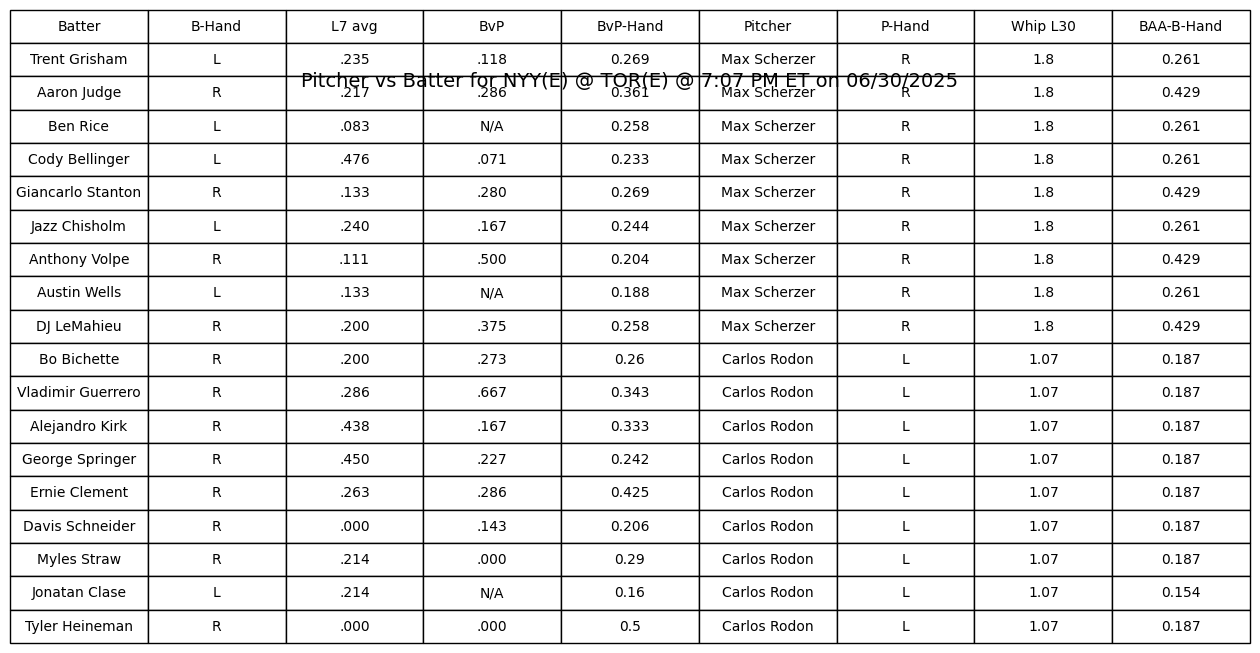 Batter B-Hand L7 avg BvP BvP-Hand Pitcher P-Hand Whip L30 BAA-B-Hand
Trent Grisham L .235 .118 0.269 Max Scherzer R 1.8 0.261
Pitcher vs Batter for NYY(E) @ TOR(E) @ 7:07 PM ET on 06/30/2025
Aaron Judge R .217 .286 0.361 Max Scherzer R 1.8 0.429
Ben Rice L .083 N/A 0.258 Max Scherzer R 1.8 0.261
Cody Bellinger L .476 .071 0.233 Max Scherzer R 1.8 0.261
Giancarlo Stanton R .133 .280 0.269 Max Scherzer R 1.8 0.429
Jazz Chisholm L .240 .167 0.244 Max Scherzer R 1.8 0.261
Anthony Volpe R .111 .500 0.204 Max Scherzer R 1.8 0.429
Austin Wells L .133 N/A 0.188 Max Scherzer R 1.8 0.261
DJ LeMahieu R .200 .375 0.258 Max Scherzer R 1.8 0.429
Bo Bichette R .200 .273 0.26 Carlos Rodon L 1.07 0.187
Vladimir Guerrero R .286 .667 0.343 Carlos Rodon L 1.07 0.187
Alejandro Kirk R .438 .167 0.333 Carlos Rodon L 1.07 0.187
George Springer R .450 .227 0.242 Carlos Rodon L 1.07 0.187
Ernie Clement R .263 .286 0.425 Carlos Rodon L 1.07 0.187
Davis Schneider R .000 .143 0.206 Carlos Rodon L 1.07 0.187
Myles Straw R .214 .000 0.29 Carlos Rodon L 1.07 0.187
Jonatan Clase L .214 N/A 0.16 Carlos Rodon L 1.07 0.154
Tyler Heineman R .000 .000 0.5 Carlos Rodon L 1.07 0.187